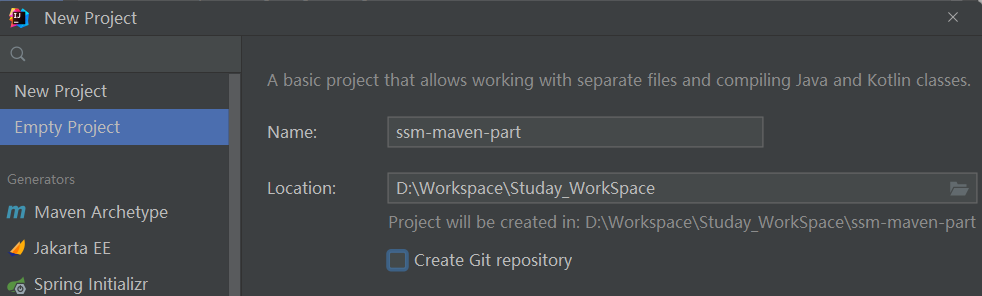 New Project
New Project
Empty Project
Generators
Maven Archetype
Jakarta EE
Spring Initializr
A basic project that allows working with separate files and compiling Java and Kotlin classes.
Name: ssm-maven-part
Location: D:\Workspace\Studay_WorkSpace
Project will be created in: D:\Workspace\Studay_WorkSpace\ssm-maven-part
Create Git repository